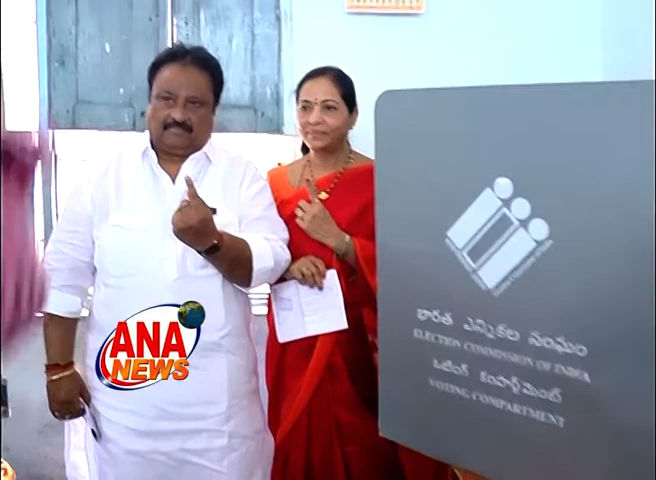 భారత ఎన్నికల సంఘం
ELECTION COMMISSION OF INDIA
ఓటింగ్ కంపార్ట్‌మెంట్
VOTING COMPARTMENT
ANA
NEWS